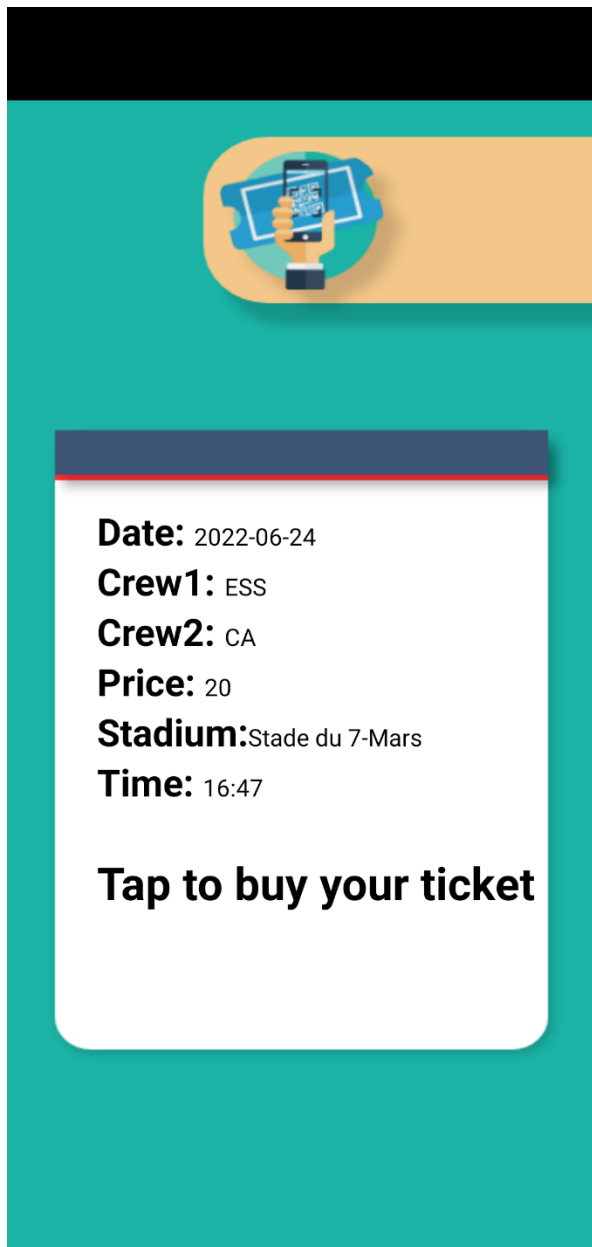 Date: 2022-06-24
Crew1: ESS
Crew2: CA
Price: 20
Stadium:Stade du 7-Mars
Time: 16:47
Tap to buy your ticket